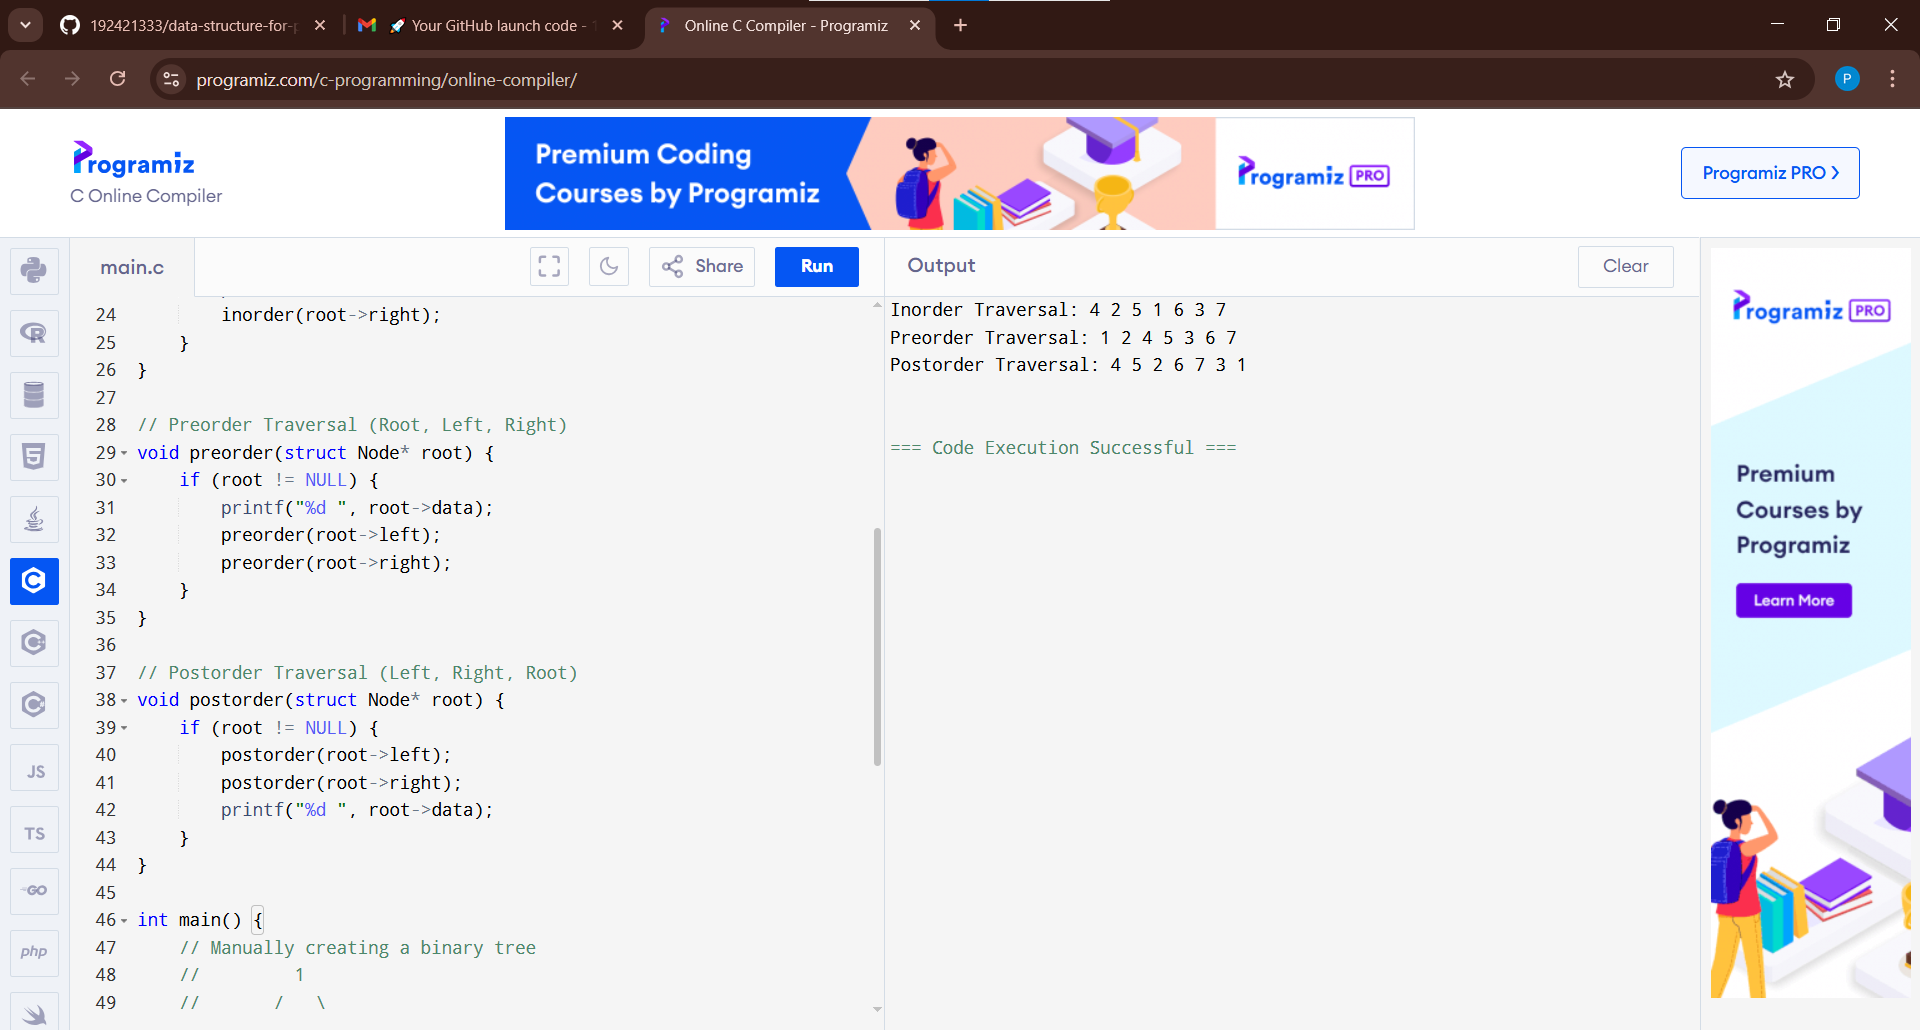 192421333/data-structure-for-p
🚀 Your GitHub launch code - 1
Online C Compiler - Programiz
programiz.com/c-programming/online-compiler/
P
Programiz
C Online Compiler
Premium Coding
Courses by Programiz
Programiz PRO
Programiz PRO >
main.c
Share
Run
Output
Clear
24 inorder(root->right);
25 }
26 }
27
28 // Preorder Traversal (Root, Left, Right)
29 void preorder(struct Node* root) {
30 if (root != NULL) {
31 printf("%d ", root->data);
32 preorder(root->left);
33 preorder(root->right);
34 }
35 }
36
37 // Postorder Traversal (Left, Right, Root)
38 void postorder(struct Node* root) {
39 if (root != NULL) {
40 postorder(root->left);
41 postorder(root->right);
42 printf("%d ", root->data);
43 }
44 }
45
46 int main() {
47 // Manually creating a binary tree
48 // 1
49 // / \
Inorder Traversal: 4 2 5 1 6 3 7
Preorder Traversal: 1 2 4 5 3 6 7
Postorder Traversal: 4 5 2 6 7 3 1
=== Code Execution Successful ===
R
5
C
JS
TS
GO
php
Programiz PRO
Premium
Courses by
Programiz
Learn More